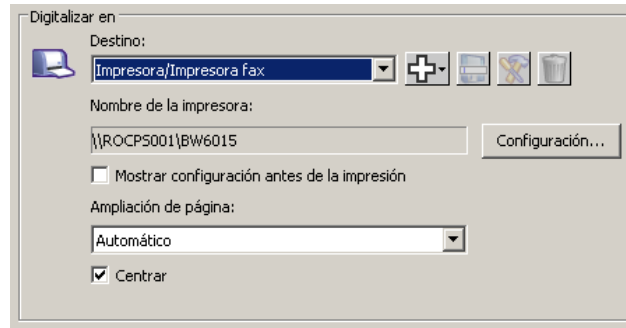 Digitalizar en
Destino:
Impresora/Impresora fax
Nombre de la impresora:
\\ROCPS001\BW6015
Configuración...
Mostrar configuración antes de la impresión
Ampliación de página:
Automático
Centrar